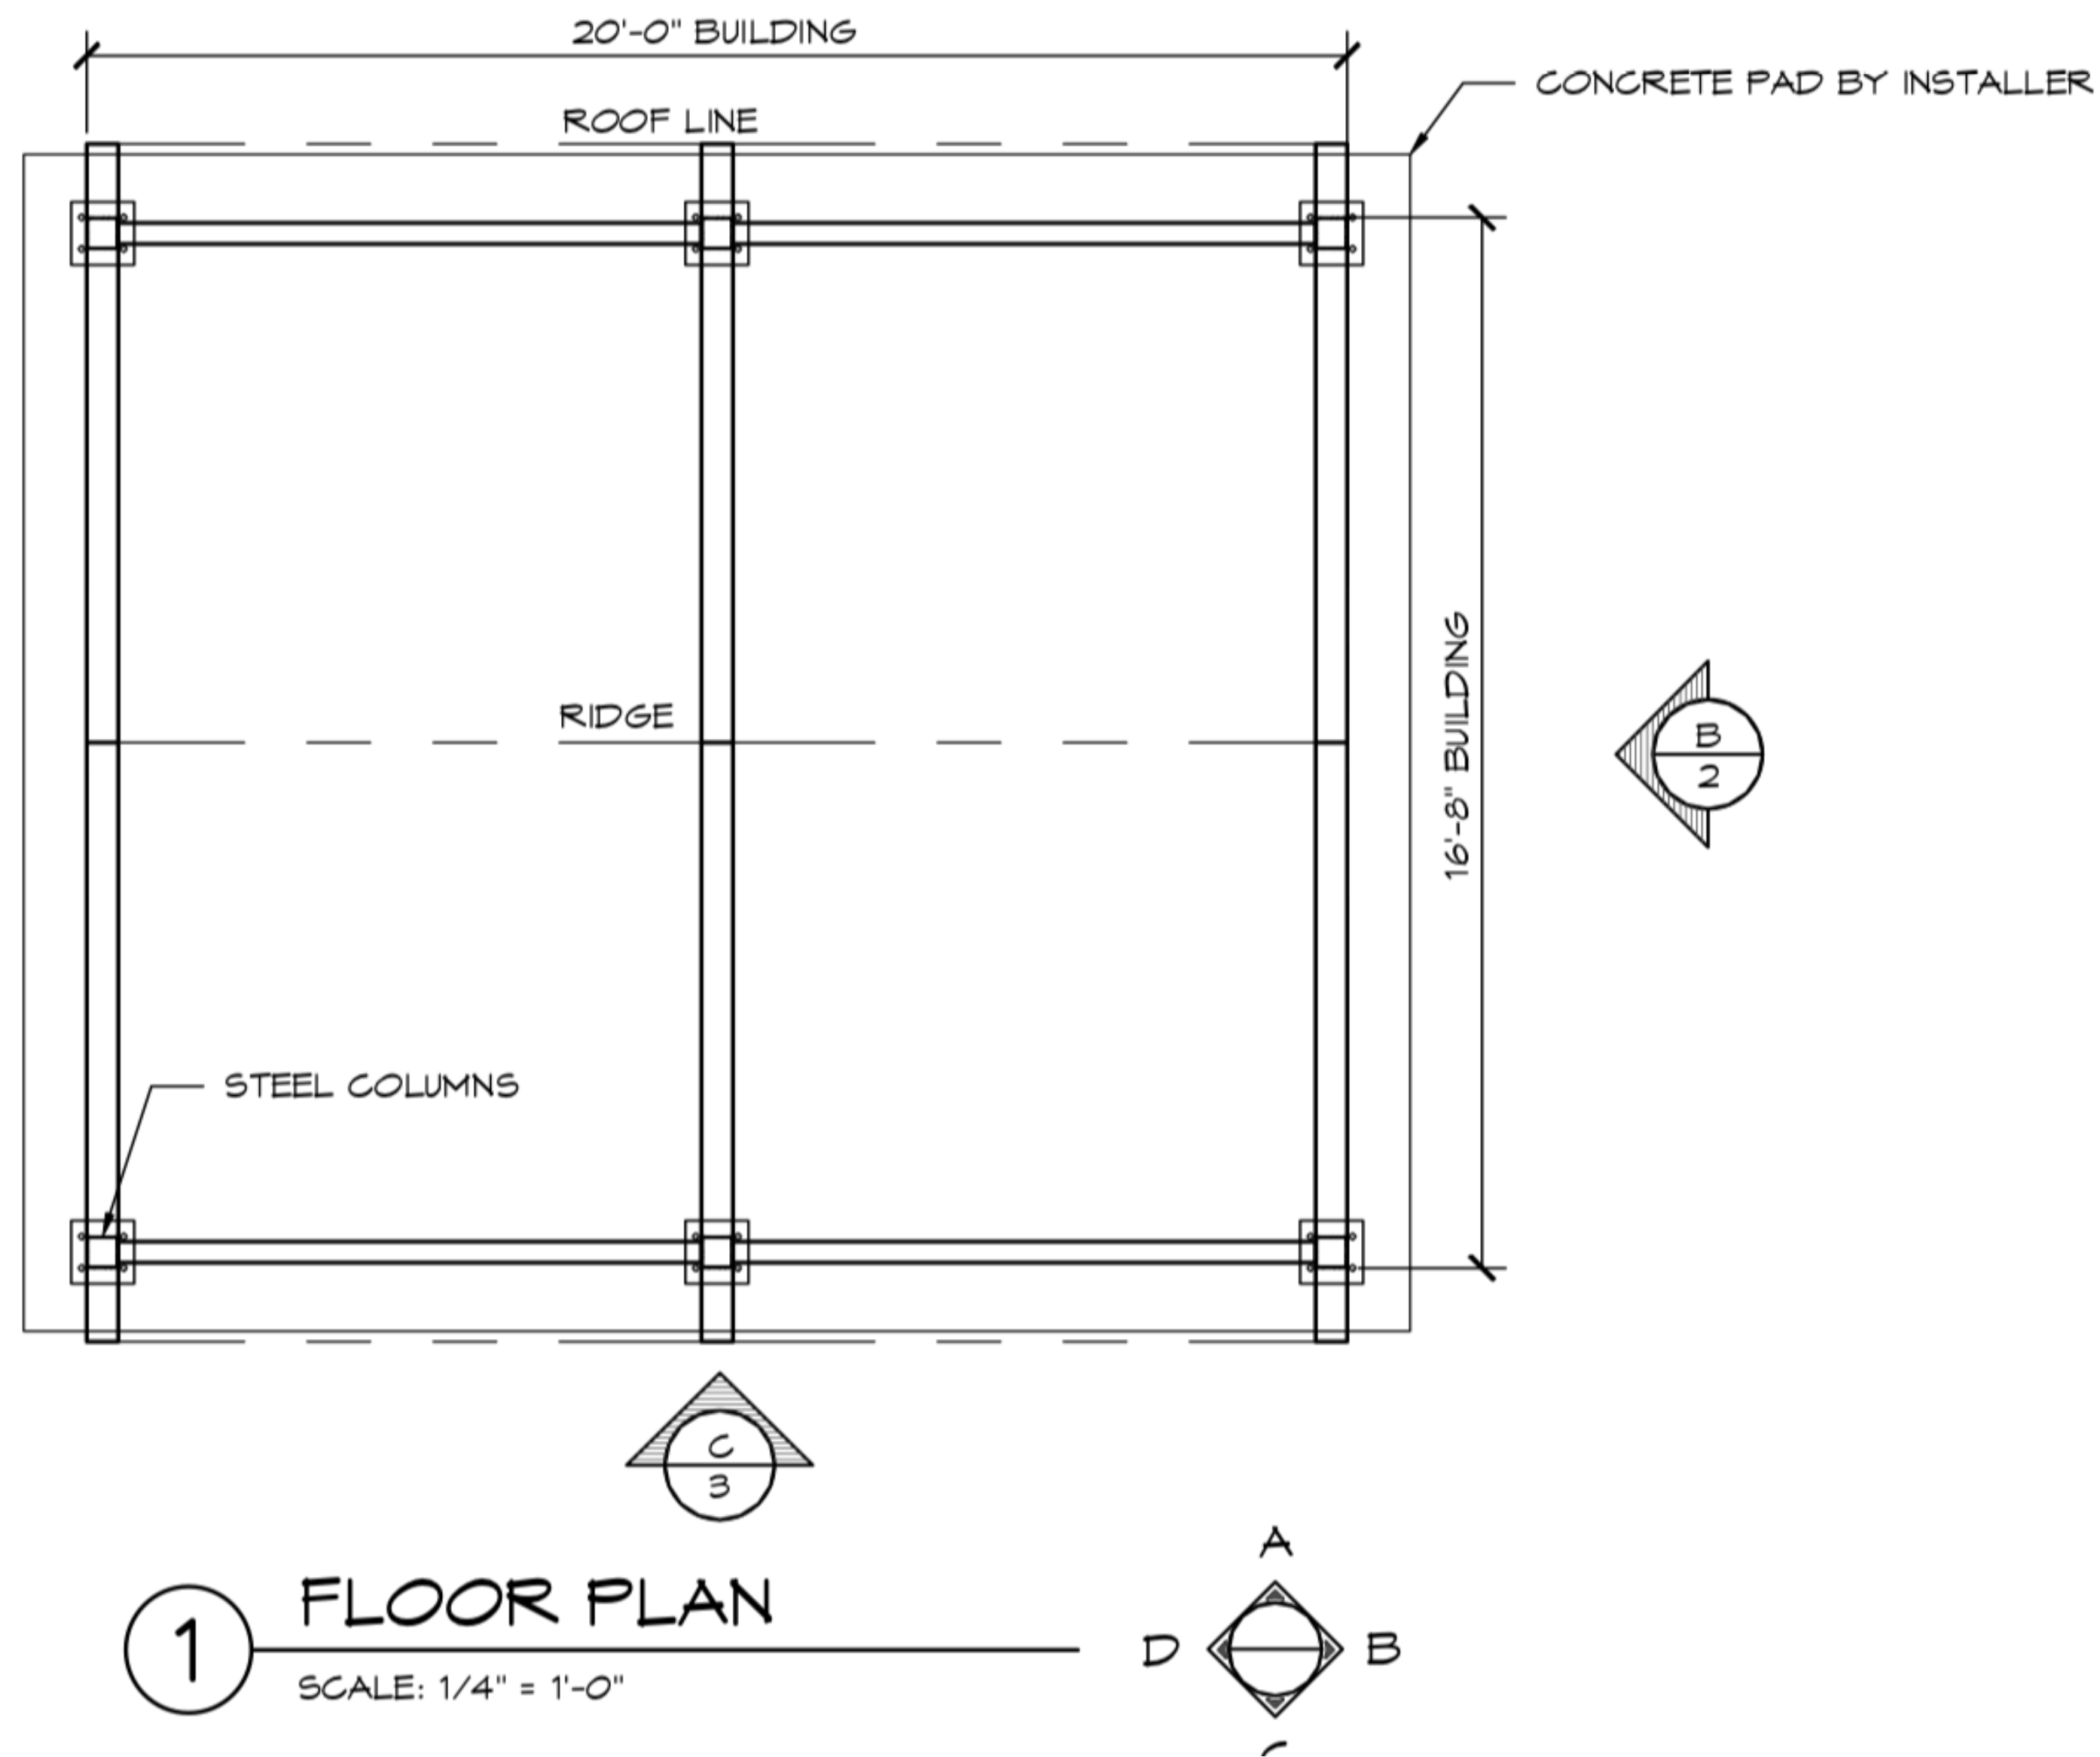 20'-0" BUILDING
CONCRETE PAD BY INSTALLER
ROOF LINE
RIDGE
16'-8" BUILDING
B
2
STEEL COLUMNS
C
3
A
1
FLOOR PLAN
D
B
SCALE: 1/4" = 1'-0"